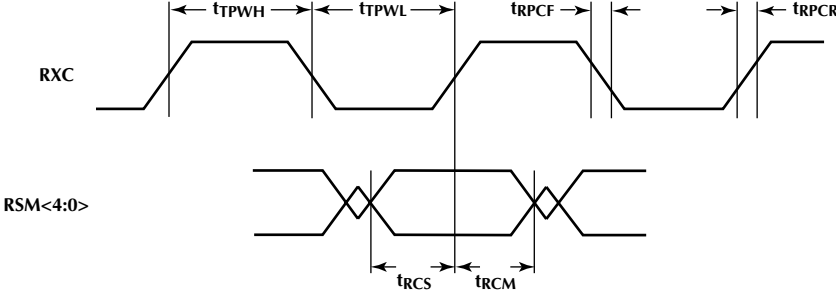 tTPWH tTPWL tRPCF tRPCR
RXC
RSM<4:0>
tRCS tRCM